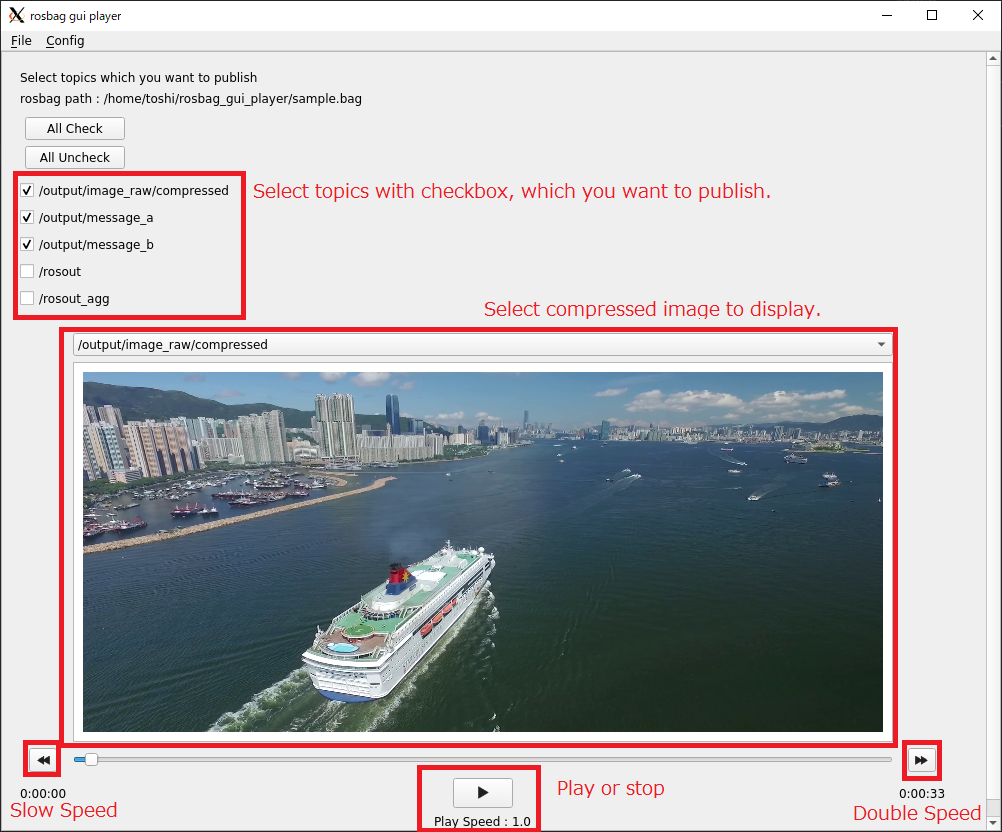 rosbag gui player
File Config
Select topics which you want to publish
rosbag path : /home/toshi/rosbag_gui_player/sample.bag
All Check
All Uncheck
/output/image_raw/compressed
Select topics with checkbox, which you want to publish.
/output/message_a
/output/message_b
/rosout
/rosout_agg
Select compressed image to display.
/output/image_raw/compressed
0:00:00
0:00:33
Play or stop
Slow Speed
Double Speed
Play Speed : 1.0